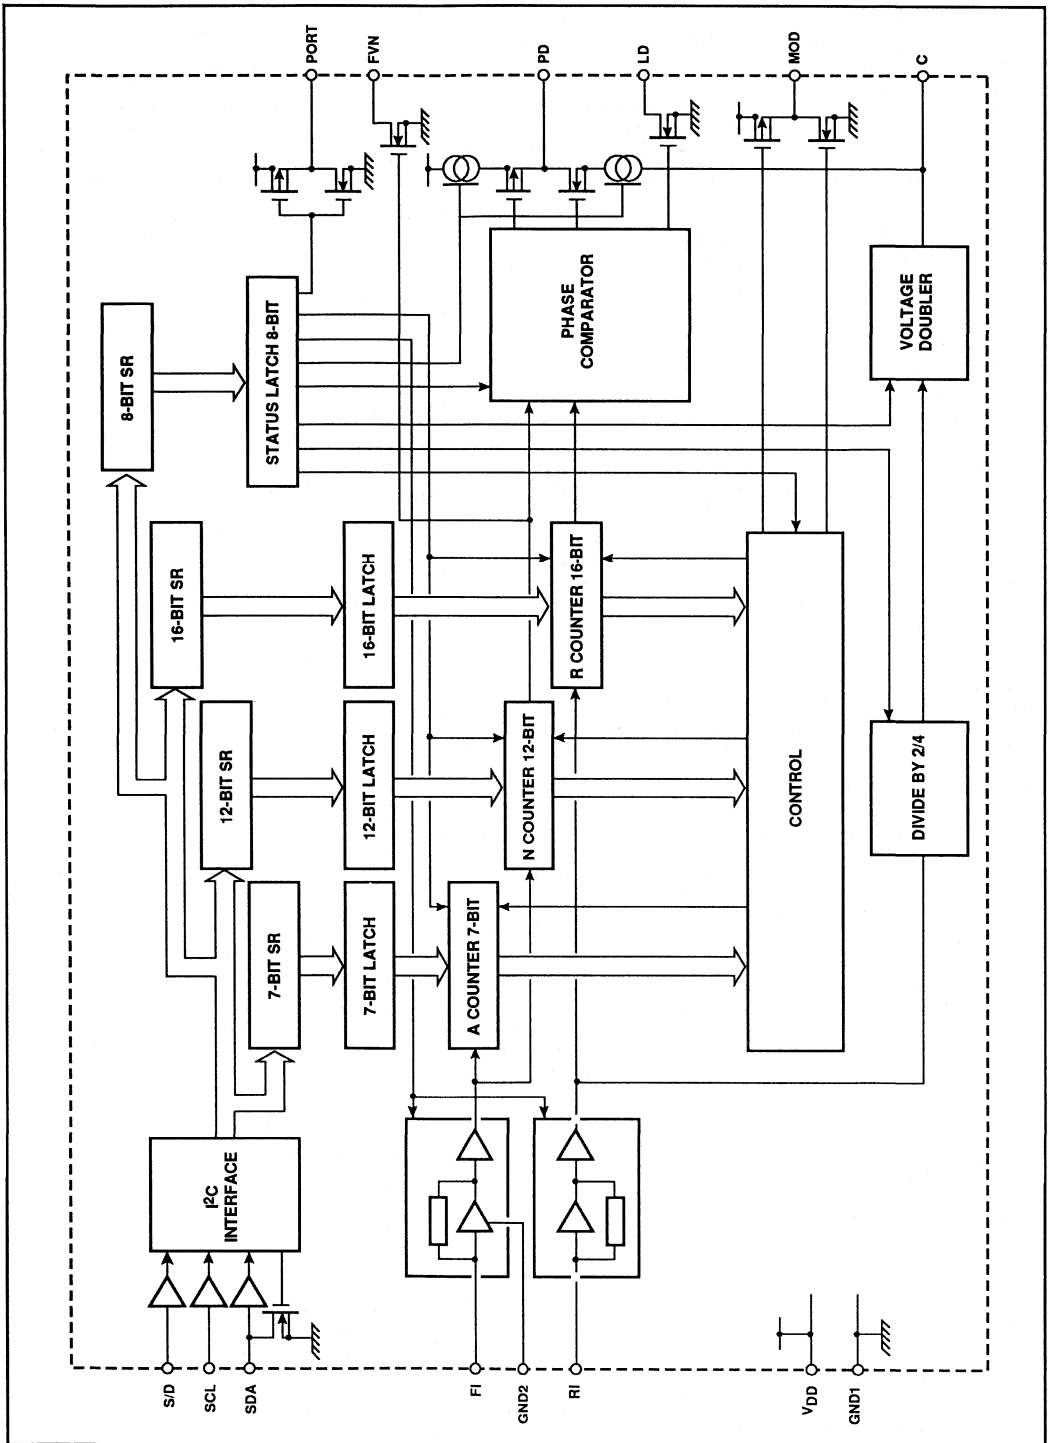 PORT
FVN
PD
LD
MOD
C
8-BIT SR
STATUS LATCH 8-BIT
PHASE
COMPARATOR
VOLTAGE
DOUBLER
16-BIT SR
16-BIT LATCH
R COUNTER 16-BIT
12-BIT SR
12-BIT LATCH
N COUNTER 12-BIT
CONTROL
DIVIDE BY 2/4
7-BIT SR
7-BIT LATCH
A COUNTER 7-BIT
I²C
INTERFACE
S/D
SCL
SDA
FI
GND2
RI
VDD
GND1